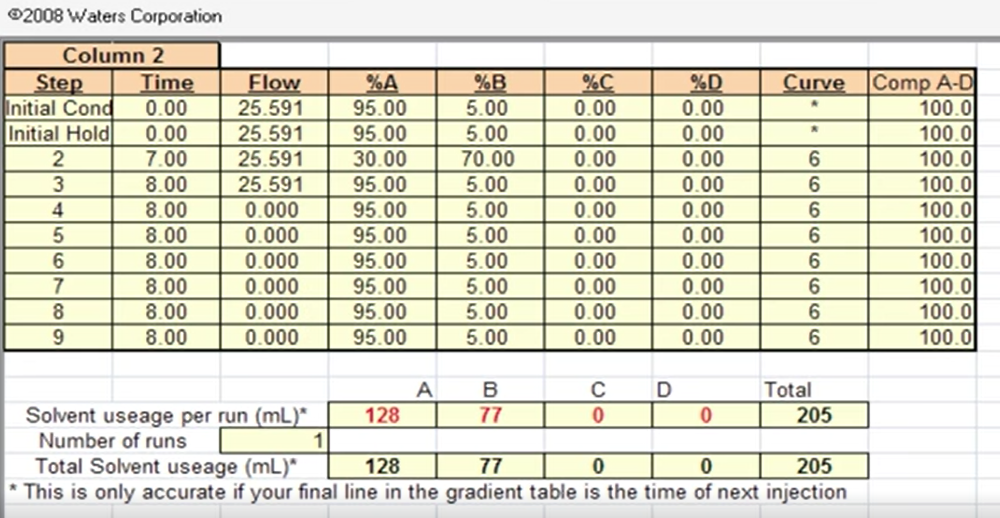 ©2008 Waters Corporation
Column 2
Step Time Flow %A %B %C %D Curve Comp A-D
Initial Cond 0.00 25.591 95.00 5.00 0.00 0.00 * 100.0
Initial Hold 0.00 25.591 95.00 5.00 0.00 0.00 * 100.0
2 7.00 25.591 30.00 70.00 0.00 0.00 6 100.0
3 8.00 25.591 95.00 5.00 0.00 0.00 6 100.0
4 8.00 0.000 95.00 5.00 0.00 0.00 6 100.0
5 8.00 0.000 95.00 5.00 0.00 0.00 6 100.0
6 8.00 0.000 95.00 5.00 0.00 0.00 6 100.0
7 8.00 0.000 95.00 5.00 0.00 0.00 6 100.0
8 8.00 0.000 95.00 5.00 0.00 0.00 6 100.0
9 8.00 0.000 95.00 5.00 0.00 0.00 6 100.0
A B C D Total
Solvent useage per run (mL)* 128 77 0 0 205
Number of runs 1
Total Solvent useage (mL)* 128 77 0 0 205
* This is only accurate if your final line in the gradient table is the time of next injection